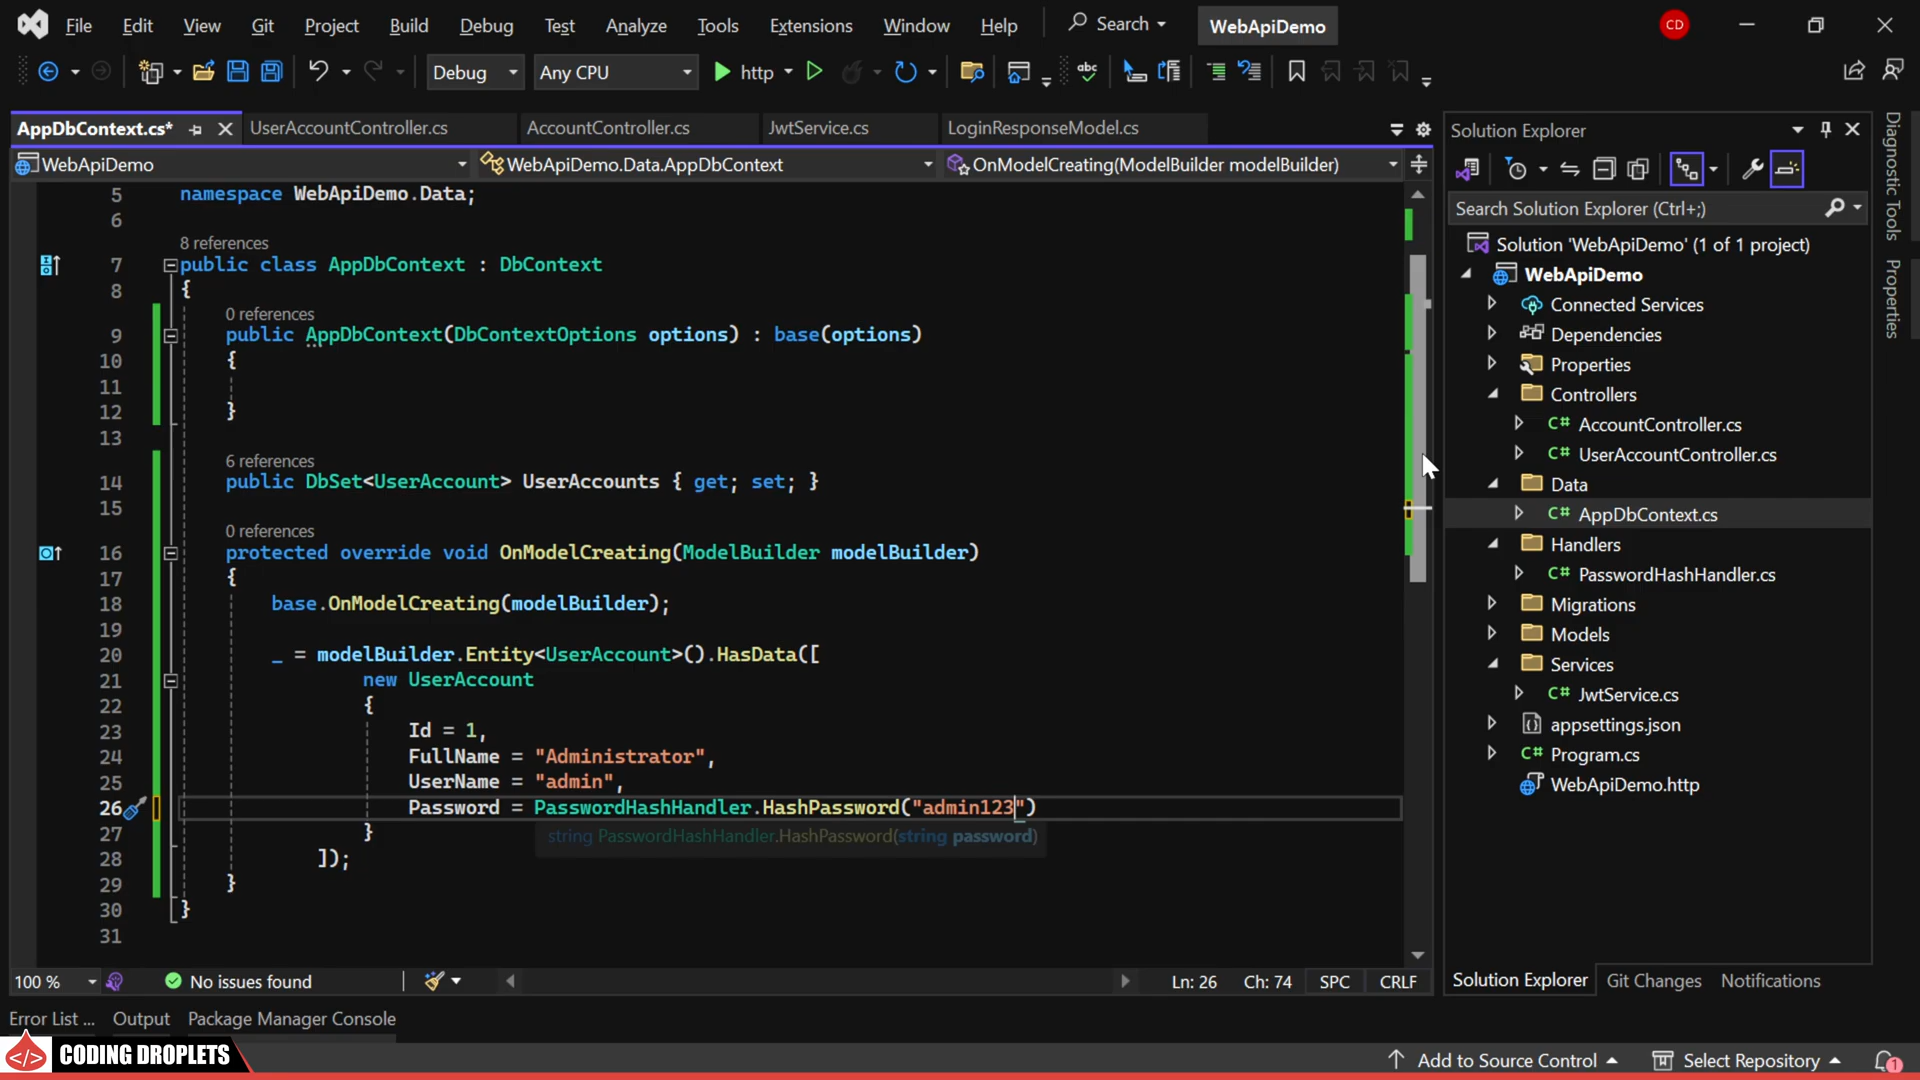 File Edit View Git Project Build Debug Test Analyze Tools Extensions Window Help Search WebApiDemo CD
Debug Any CPU http
AppDbContext.cs* UserAccountController.cs AccountController.cs JwtService.cs LoginResponseModel.cs
WebApiDemo WebApiDemo.Data.AppDbContext OnModelCreating(ModelBuilder modelBuilder)
5 namespace WebApiDemo.Data;
6
8 references
7 public class AppDbContext : DbContext
8 {
0 references
9 public AppDbContext(DbContextOptions options) : base(options)
10 {
11
12 }
13
6 references
14 public DbSet<UserAccount> UserAccounts { get; set; }
15
0 references
16 protected override void OnModelCreating(ModelBuilder modelBuilder)
17 {
18 base.OnModelCreating(modelBuilder);
19
20 _ = modelBuilder.Entity<UserAccount>().HasData([
21 new UserAccount
22 {
23 Id = 1,
24 FullName = "Administrator",
25 UserName = "admin",
26 Password = PasswordHashHandler.HashPassword("admin123")
string PasswordHashHandler.HashPassword(string password)
27 }
28 ]);
29 }
30 }
31
100 % No issues found Ln: 26 Ch: 74 SPC CRLF
Solution Explorer
Search Solution Explorer (Ctrl+;)
Solution 'WebApiDemo' (1 of 1 project)
WebApiDemo
Connected Services
Dependencies
Properties
Controllers
C# AccountController.cs
C# UserAccountController.cs
Data
C# AppDbContext.cs
Handlers
C# PasswordHashHandler.cs
Migrations
Models
Services
C# JwtService.cs
appsettings.json
C# Program.cs
WebApiDemo.http
Solution Explorer Git Changes Notifications
Diagnostic Tools
Properties
Error List ... Output Package Manager Console
CODING DROPLETS
Add to Source Control Select Repository 1